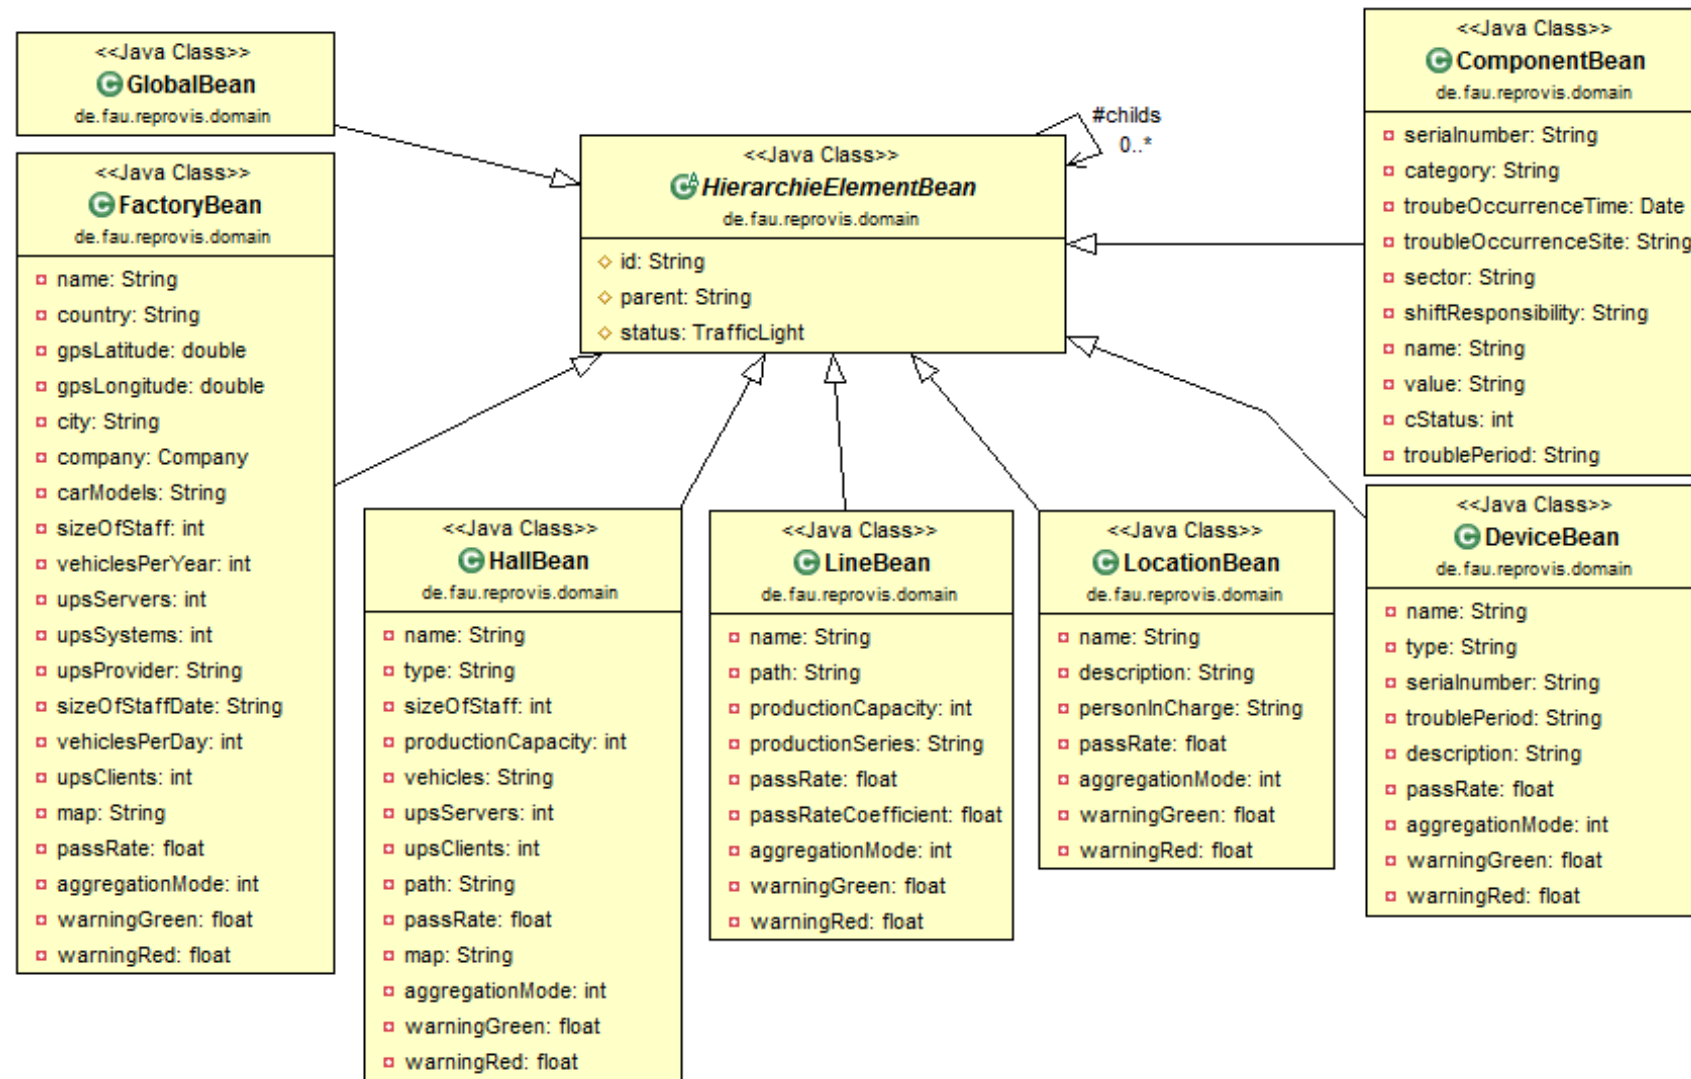 <<Java Class>>
GlobalBean
de.fau.reprovis.domain
<<Java Class>>
FactoryBean
de.fau.reprovis.domain
name: String
country: String
gpsLatitude: double
gpsLongitude: double
city: String
company: Company
carModels: String
sizeOfStaff: int
vehiclesPerYear: int
upsServers: int
upsSystems: int
upsProvider: String
sizeOfStaffDate: String
vehiclesPerDay: int
upsClients: int
map: String
passRate: float
aggregationMode: int
warningGreen: float
warningRed: float
#childs
0..*
<<Java Class>>
HierarchieElementBean
de.fau.reprovis.domain
id: String
parent: String
status: TrafficLight
<<Java Class>>
HallBean
de.fau.reprovis.domain
name: String
type: String
sizeOfStaff: int
productionCapacity: int
vehicles: String
upsServers: int
upsClients: int
path: String
passRate: float
map: String
aggregationMode: int
warningGreen: float
warningRed: float
<<Java Class>>
LineBean
de.fau.reprovis.domain
name: String
path: String
productionCapacity: int
productionSeries: String
passRate: float
passRateCoefficient: float
aggregationMode: int
warningGreen: float
warningRed: float
<<Java Class>>
LocationBean
de.fau.reprovis.domain
name: String
description: String
personInCharge: String
passRate: float
aggregationMode: int
warningGreen: float
warningRed: float
<<Java Class>>
ComponentBean
de.fau.reprovis.domain
serialnumber: String
category: String
troubeOccurrenceTime: Date
troubleOccurrenceSite: String
sector: String
shiftResponsibility: String
name: String
value: String
cStatus: int
troublePeriod: String
<<Java Class>>
DeviceBean
de.fau.reprovis.domain
name: String
type: String
serialnumber: String
troublePeriod: String
description: String
passRate: float
aggregationMode: int
warningGreen: float
warningRed: float